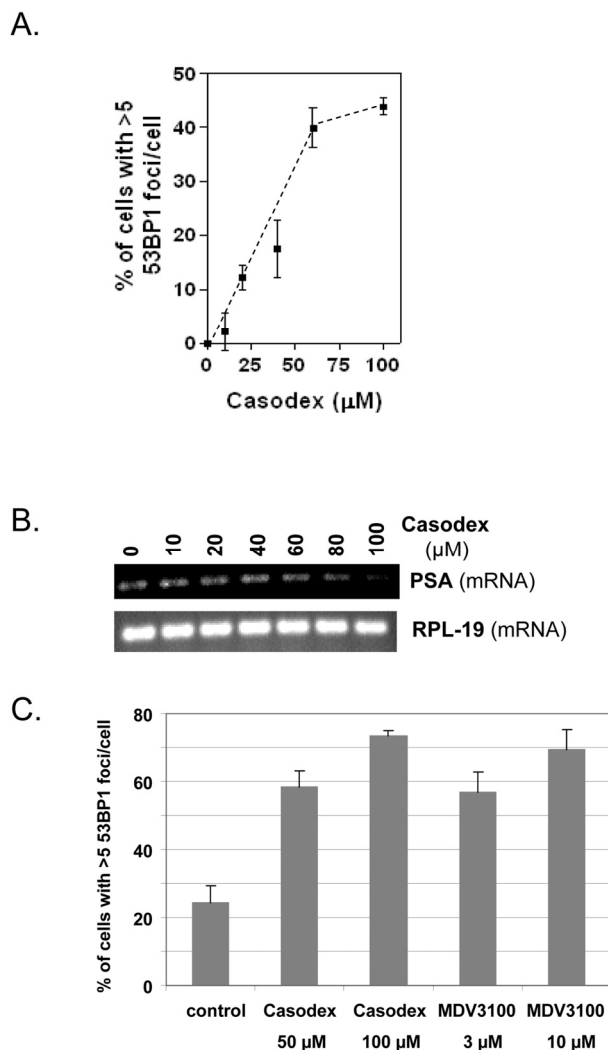 A.
50
40
30
20
10
0
% of cells with >5
53BP1 foci/cell
0 25 50 75 100
Casodex (µM)
B.
0 10 20 40 60 80 100
Casodex
(µM)
PSA (mRNA)
RPL-19 (mRNA)
C.
% of cells with >5 53BP1 foci/cell
80
60
40
20
0
control Casodex Casodex MDV3100 MDV3100
50 µM 100 µM 3 µM 10 µM